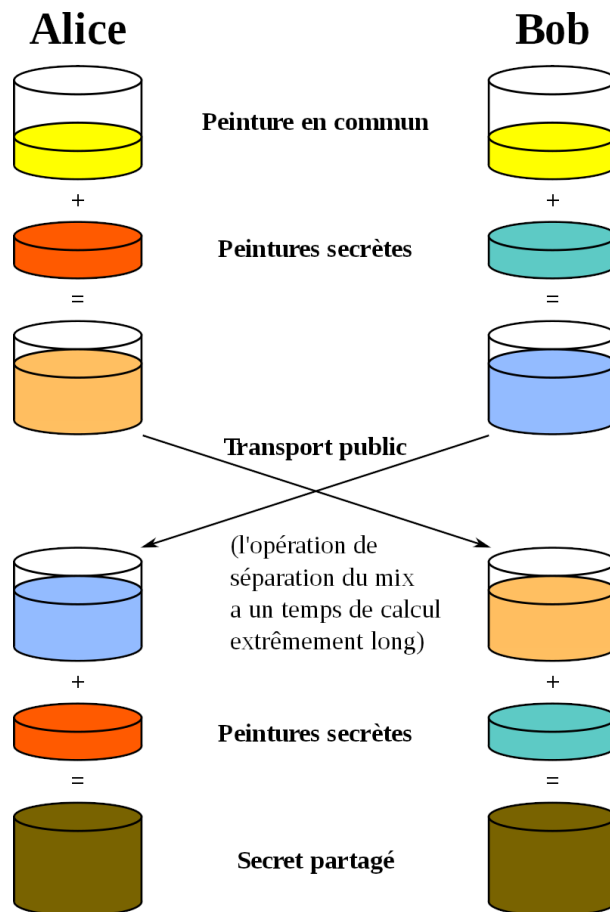 Alice
Bob
Peinture en commun
+
+
Peintures secrètes
=
=
Transport public
(l'opération de
séparation du mix
a un temps de calcul
extrêmement long)
+
+
Peintures secrètes
=
=
Secret partagé